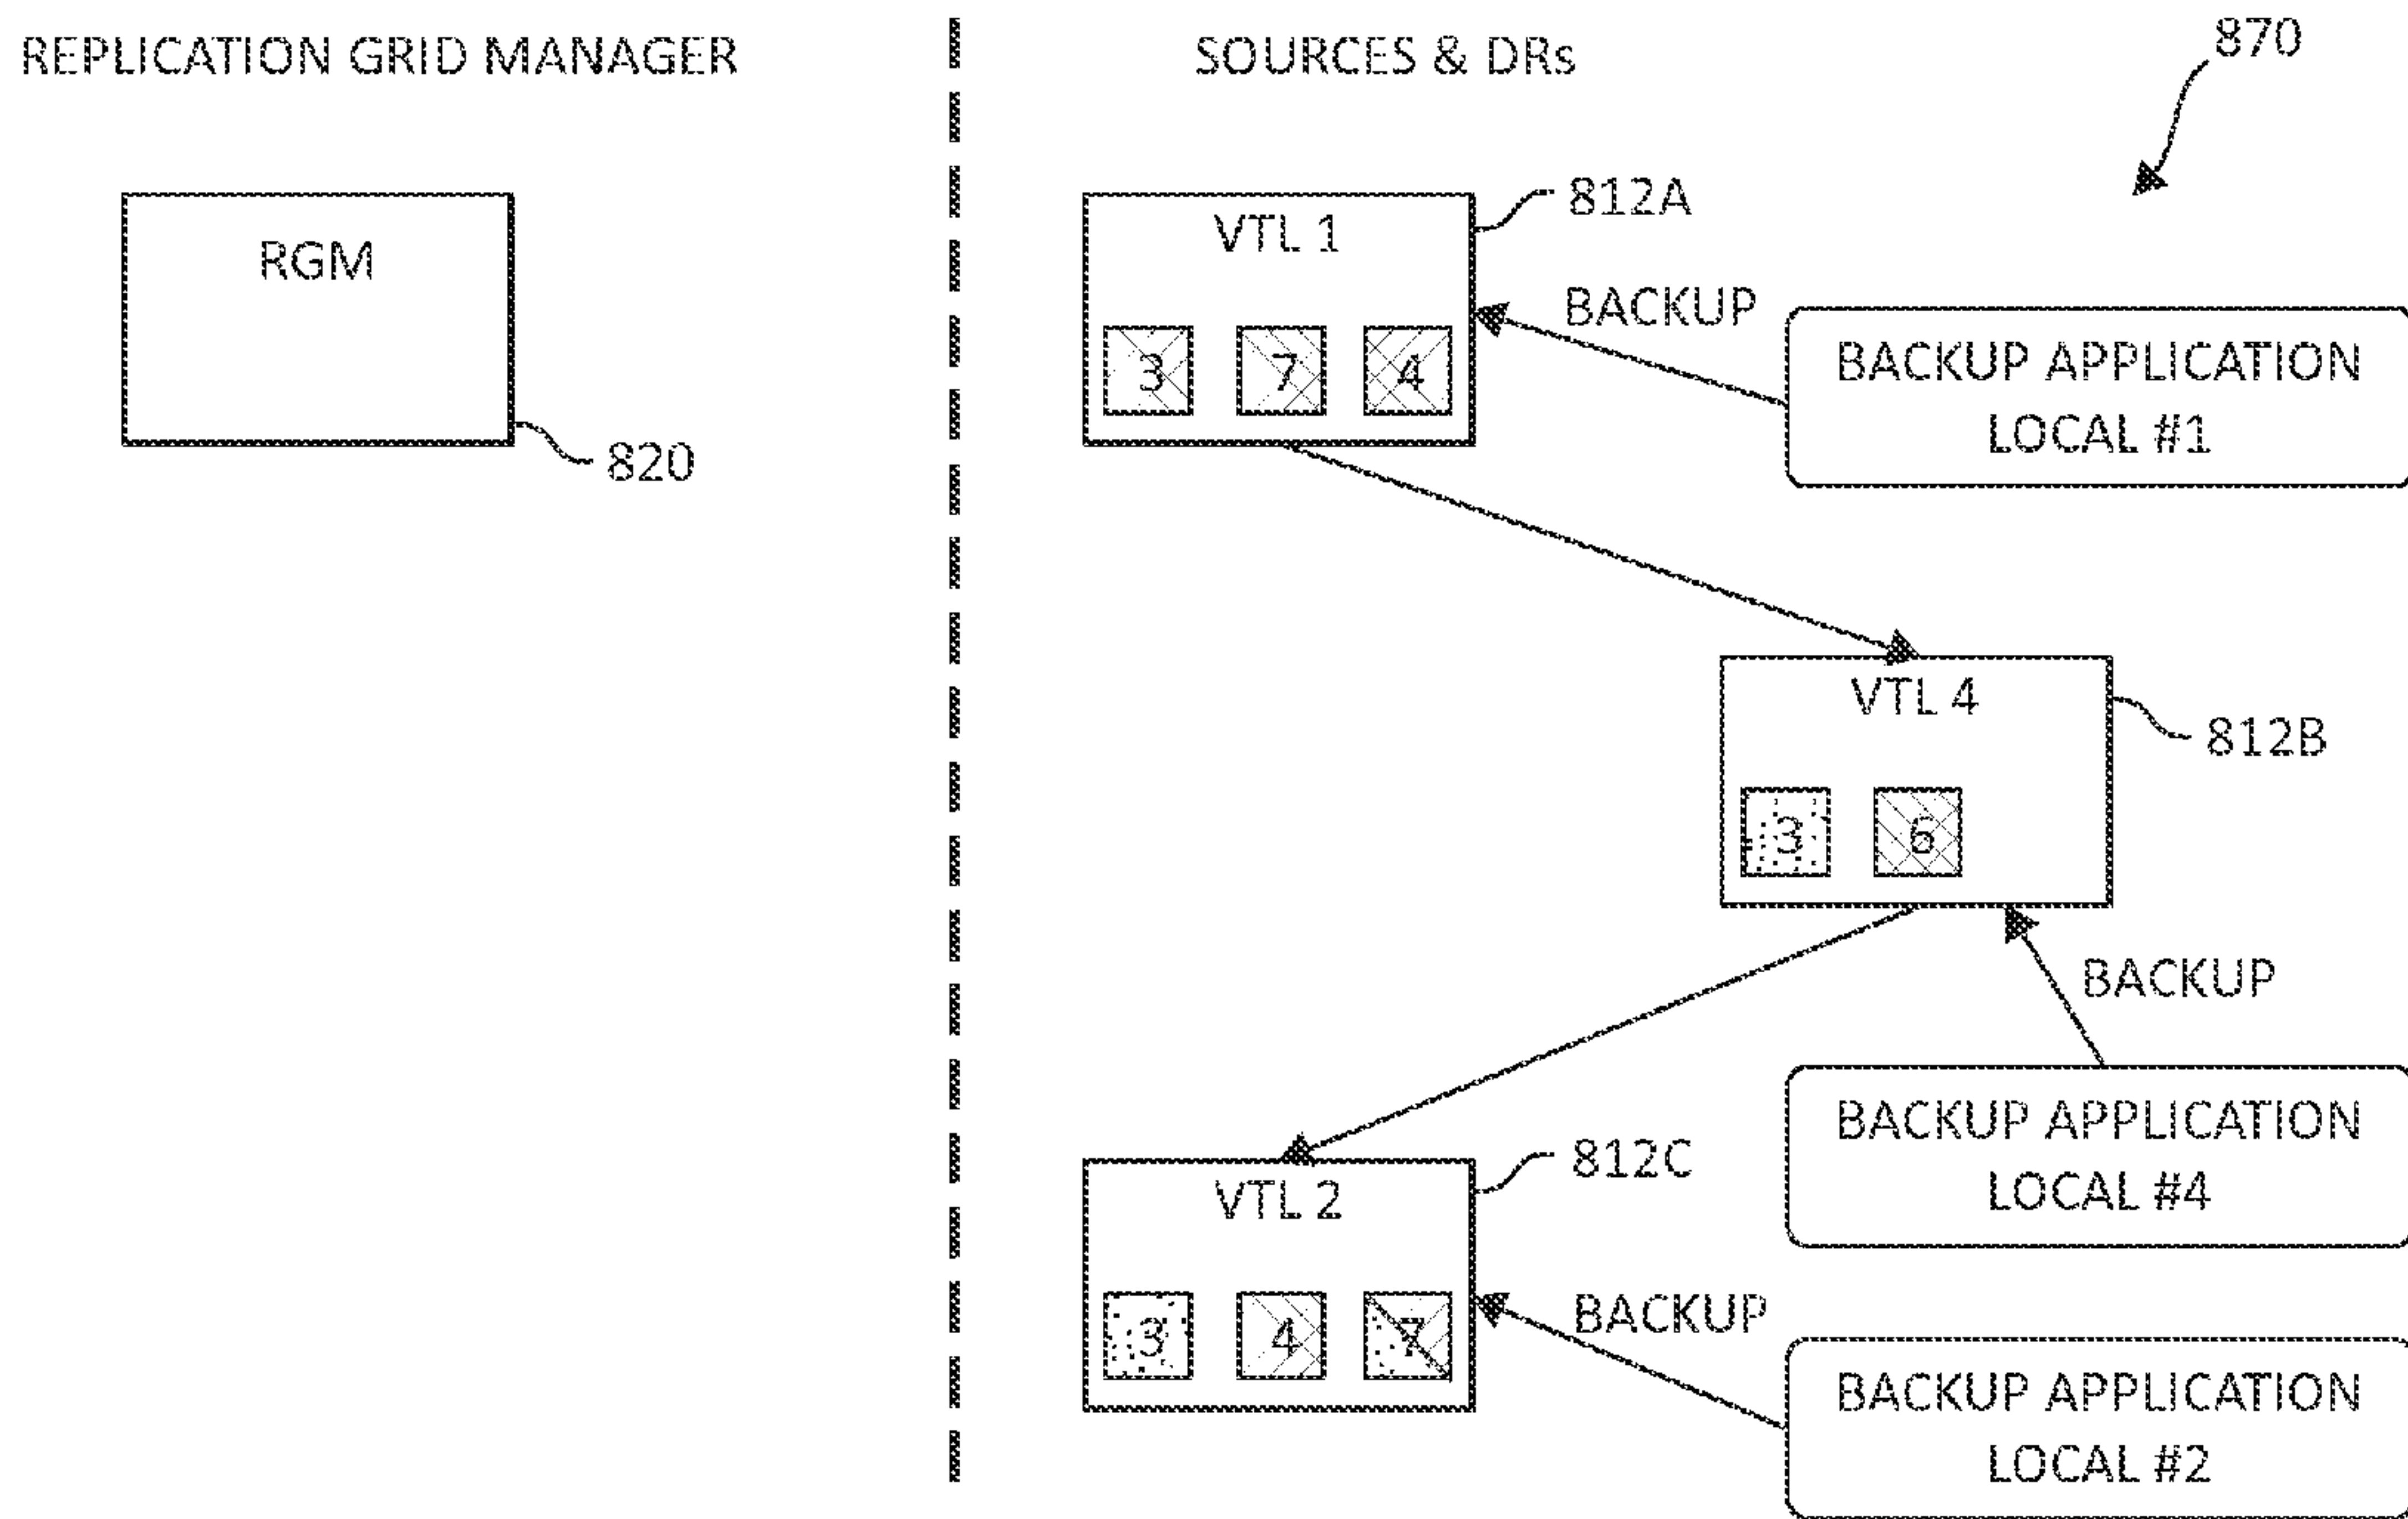 REPLICATION GRID MANAGER
SOURCES & DRs
870
RGM
820
VTL 1
812A
3 7 4
BACKUP
BACKUP APPLICATION
LOCAL #1
VTL 4
812B
3 6
BACKUP
BACKUP APPLICATION
LOCAL #4
VTL 2
812C
3 4 7
BACKUP
BACKUP APPLICATION
LOCAL #2